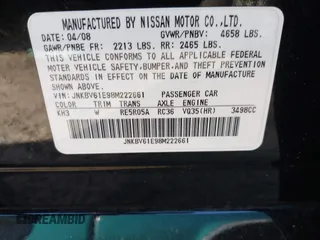 MANUFACTURED BY NISSAN MOTOR CO.,LTD.
DATE: 04/08 GVWR/PNBV: 4658 LBS.
GAWR/PNBE FR: 2213 LBS. RR: 2465 LBS.
THIS VEHICLE CONFORMS TO ALL APPLICABLE FEDERAL
MOTOR VEHICLE SAFETY, BUMPER, AND THEFT
PREVENTION STANDARDS IN EFFECT ON THE DATE OF
MANUFACTURE SHOWN ABOVE.
VIN: JNKBV61E98M222661 PASSENGER CAR
COLOR TRIM TRANS AXLE ENGINE
KH3 W RE5R05A RC36 VQ35(HR) 3498CC
JNKBV61E98M222661